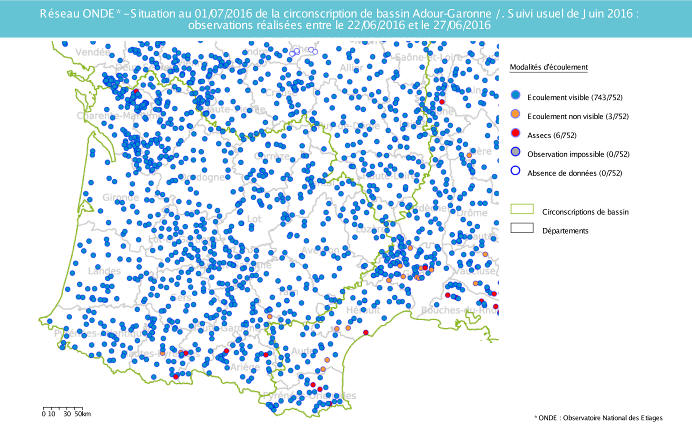 Réseau ONDE* – Situation au 01/07/2016 de la circonscription de bassin Adour-Garonne /. Suivi usuel de Juin 2016 :
observations réalisées entre le 22/06/2016 et le 27/06/2016
Modalités d'écoulement
Ecoulement visible (743/752)
Ecoulement non visible (3/752)
Assecs (6/752)
Observation impossible (0/752)
Absence de données (0/752)
Circonscriptions de bassin
Départements
Vendée
Allier
Saône-et-Loire
Gironde
Lot
Drôme
Landes
Hérault
Bouches-du-Rhône
Aude
Ariège
0 10 30 50km
* ONDE : Observatoire National des Etiages